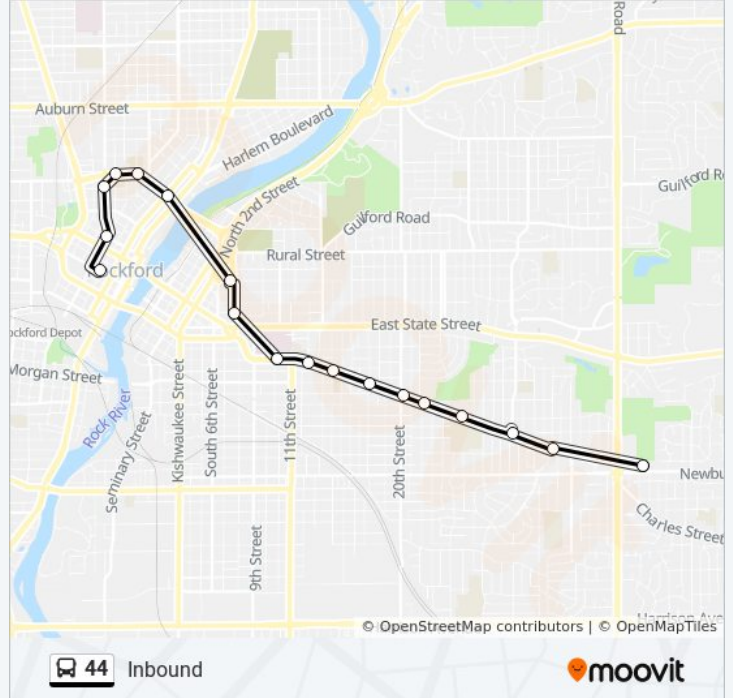 Road
Auburn Street
Harlem Boulevard
Guilford R
North 2nd Street
Guilford Road
Rural Street
ckford
East State Street
ockford Depot
Morgan Street
Rock River
Seminary Street
Kishwaukee Street
South 6th Street
11th Street
20th Street
Newbu
Charles Street
9th Street
© OpenStreetMap contributors | © OpenMapTiles
44 Inbound
moovit